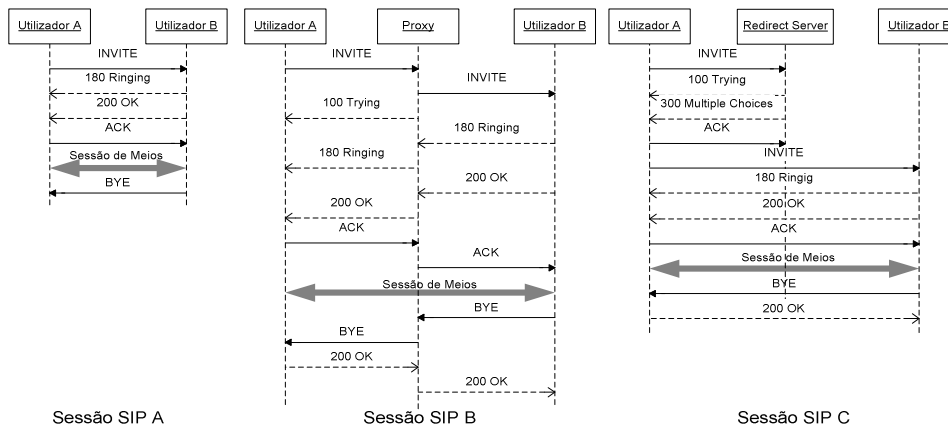 Utilizador A
Utilizador B
INVITE
180 Ringing
200 OK
ACK
Sessão de Meios
BYE
Sessão SIP A
Utilizador A
Proxy
Utilizador B
INVITE
INVITE
100 Trying
180 Ringing
180 Ringing
200 OK
200 OK
ACK
ACK
Sessão de Meios
BYE
BYE
200 OK
200 OK
Sessão SIP B
Utilizador A
Redirect Server
Utilizador B
INVITE
100 Trying
300 Multiple Choices
ACK
INVITE
180 Ringig
200 OK
ACK
Sessão de Meios
BYE
200 OK
Sessão SIP C